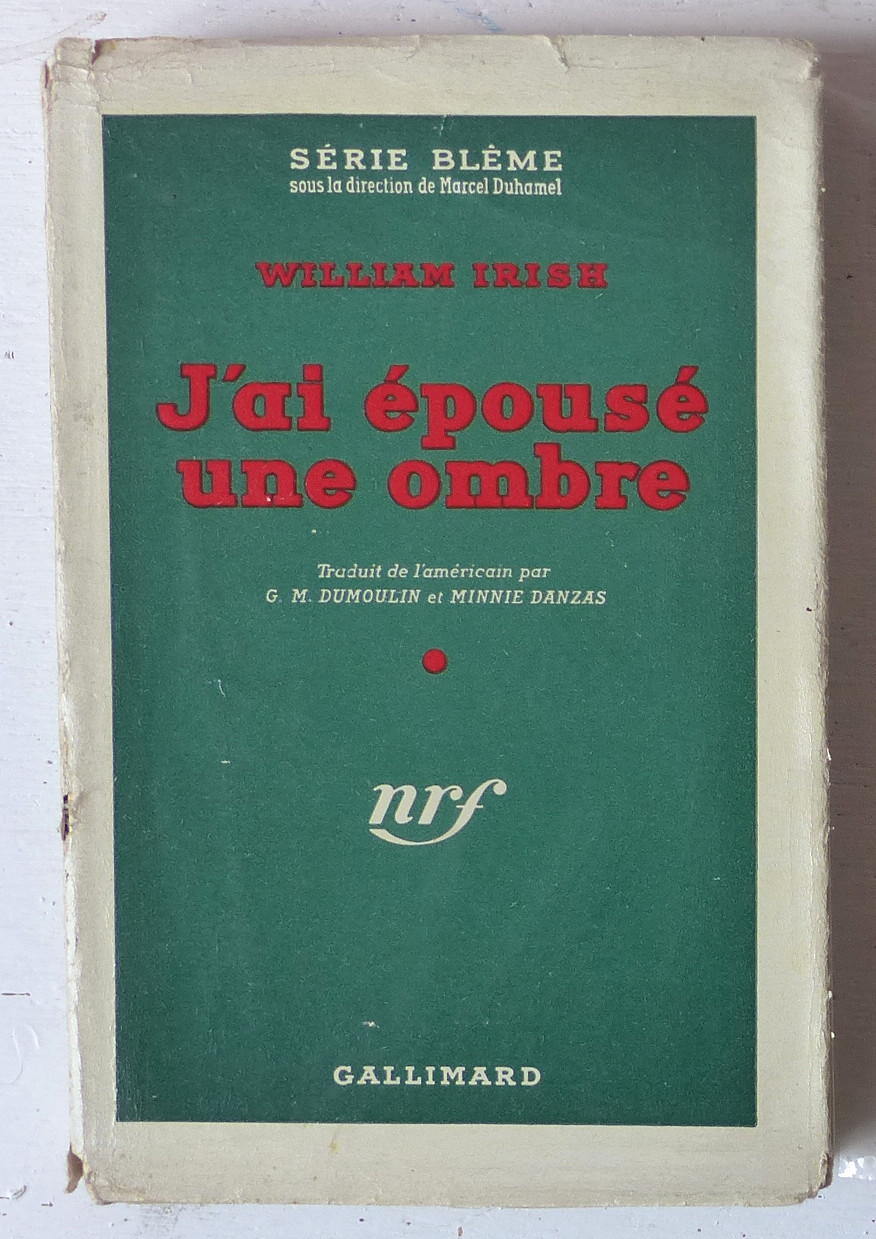 SÉRIE BLÊME
sous la direction de Marcel Duhamel
WILLIAM IRISH
J'ai épousé
une ombre
Traduit de l'américain par
G. M. DUMOULIN et MINNIE DANZAS
nrf
GALLIMARD